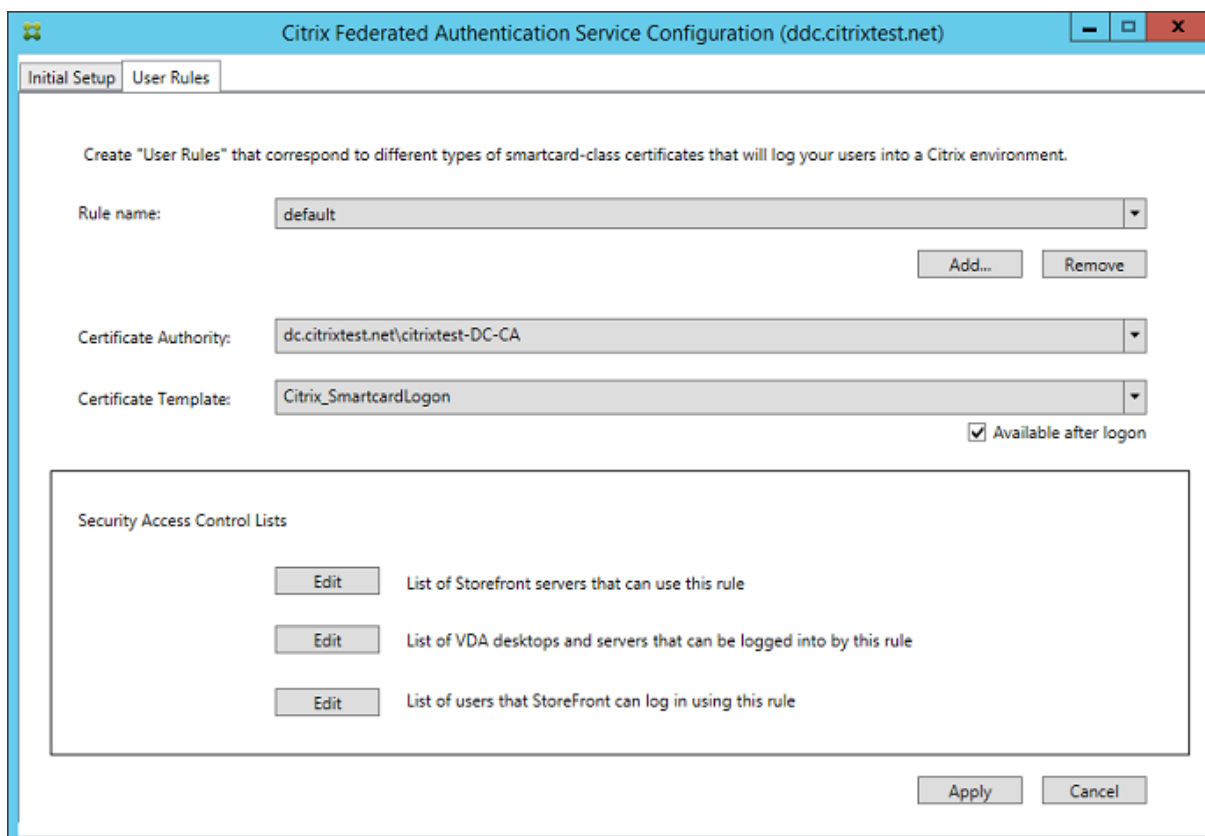 Citrix Federated Authentication Service Configuration (ddc.citrixtest.net)
Initial Setup User Rules
Create "User Rules" that correspond to different types of smartcard-class certificates that will log your users into a Citrix environment.
Rule name: default
Add... Remove
Certificate Authority: dc.citrixtest.net\citrixtest-DC-CA
Certificate Template: Citrix_SmartcardLogon
Available after logon
Security Access Control Lists
Edit List of Storefront servers that can use this rule
Edit List of VDA desktops and servers that can be logged into by this rule
Edit List of users that StoreFront can log in using this rule
Apply Cancel